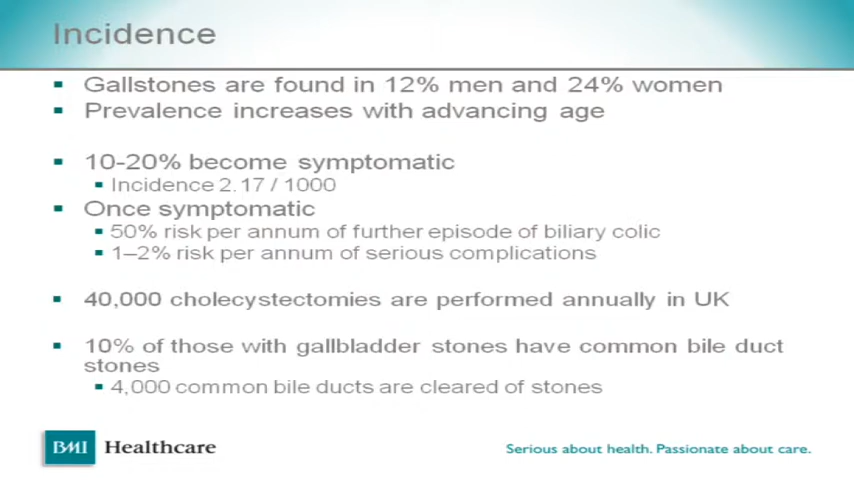 Incidence
Gallstones are found in 12% men and 24% women
Prevalence increases with advancing age
10-20% become symptomatic
Incidence 2.17 / 1000
Once symptomatic
50% risk per annum of further episode of biliary colic
1–2% risk per annum of serious complications
40,000 cholecystectomies are performed annually in UK
10% of those with gallbladder stones have common bile duct
stones
4,000 common bile ducts are cleared of stones
BMI Healthcare
Serious about health. Passionate about care.